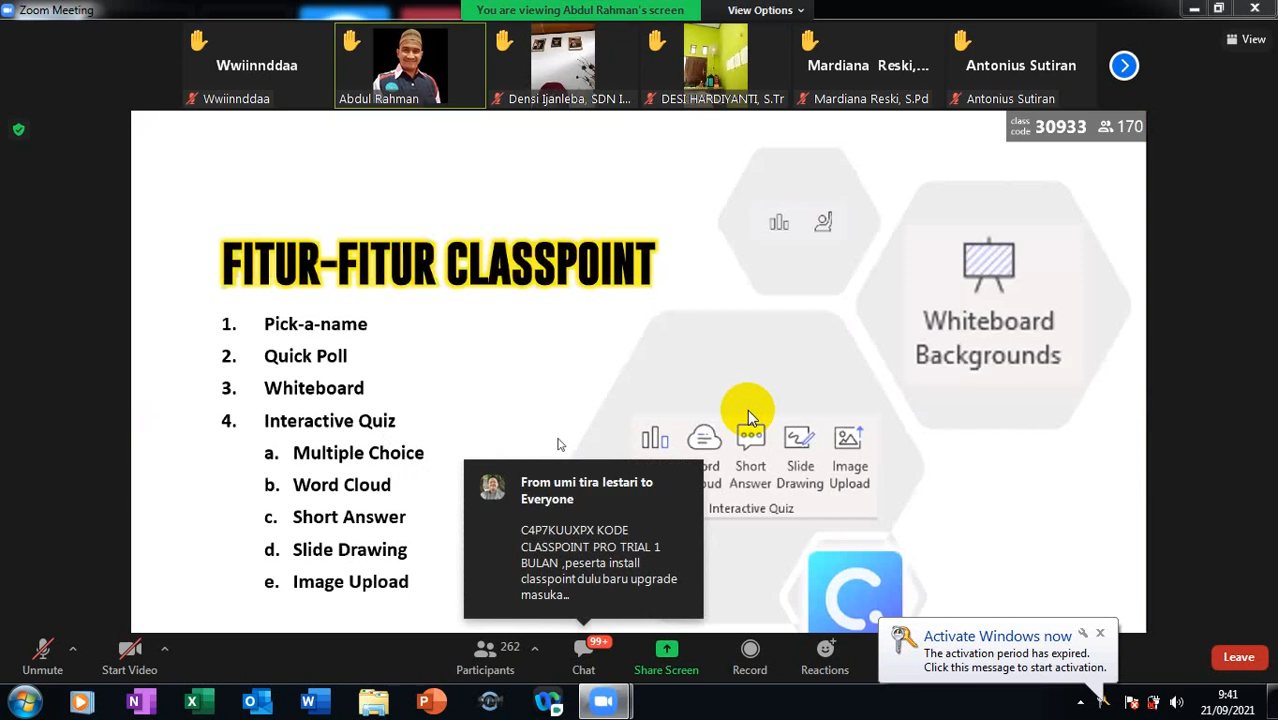 Zoom Meeting
You are viewing Abdul Rahman's screen
View Options
View
Wwiinnddaa
Mardiana Reski,...
Antonius Sutiran
Wwiinnddaa
Abdul Rahman
Densi Ijanleba, SDN I...
DESI HARDIYANTI, S.Tr
Mardiana Reski, S.Pd
Antonius Sutiran
class code 30933 170
FITUR-FITUR CLASSPOINT
1. Pick-a-name
2. Quick Poll
3. Whiteboard
4. Interactive Quiz
a. Multiple Choice
b. Word Cloud
c. Short Answer
d. Slide Drawing
e. Image Upload
Whiteboard
Backgrounds
Short
Answer
Slide
Drawing
Image
Upload
Interactive Quiz
From umi tira lestari to
Everyone
C4P7KUUXPX KODE
CLASSPOINT PRO TRIAL 1
BULAN ,peserta install
classpoint dulu baru upgrade
masuka...
Activate Windows now
The activation period has expired.
Click this message to start activation.
Unmute
Start Video
262
Participants
99+
Chat
Share Screen
Record
Reactions
Leave
9:41
21/09/2021